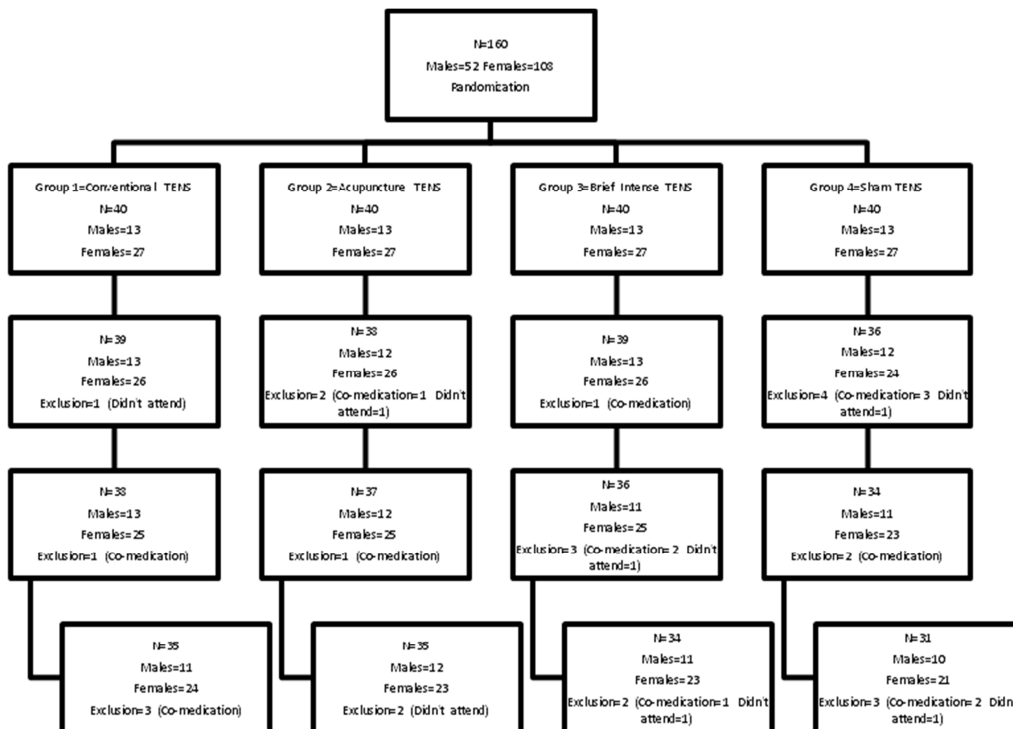 N=160
Males=52 Females=108
Randomization
Group 1=Conventional TENS
N=40
Males=13
Females=27
Group 2=Acupuncture TENS
N=40
Males=13
Females=27
Group 3=Brief Intense TENS
N=40
Males=13
Females=27
Group 4=Sham TENS
N=40
Males=13
Females=27
N=39
Males=13
Females=26
Exclusion=1 (Didn't attend)
N=38
Males=12
Females=26
Exclusion=2 (Co-medication=1 Didn't
attend=1)
N=39
Males=13
Females=26
Exclusion=1 (Co-medication)
N=36
Males=12
Females=24
Exclusion=4 (Co-medication=3 Didn't
attend=1)
N=38
Males=13
Females=25
Exclusion=1 (Co-medication)
N=37
Males=12
Females=25
Exclusion=1 (Co-medication)
N=36
Males=11
Females=25
Exclusion=3 (Co-medication=2 Didn't
attend=1)
N=34
Males=11
Females=23
Exclusion=2 (Co-medication)
N=35
Males=11
Females=24
Exclusion=3 (Co-medication)
N=35
Males=12
Females=23
Exclusion=2 (Didn't attend)
N=34
Males=11
Females=23
Exclusion=2 (Co-medication=1 Didn't
attend=1)
N=31
Males=10
Females=21
Exclusion=3 (Co-medication=2 Didn't
attend=1)